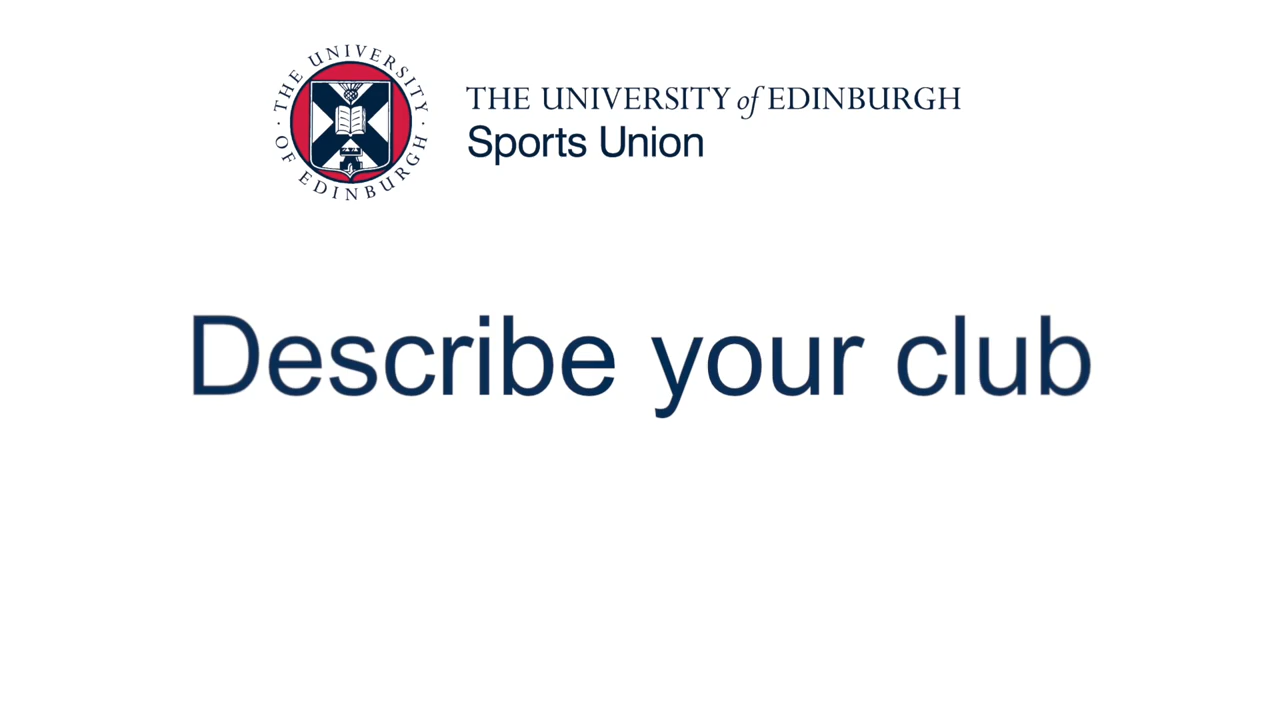 THE UNIVERSITY OF EDINBURGH
THE UNIVERSITY of EDINBURGH
Sports Union
Describe your club